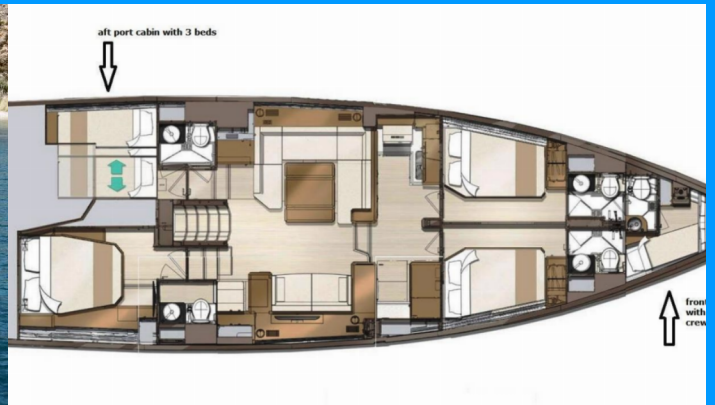 aft port cabin with 3 beds
front
with
crew